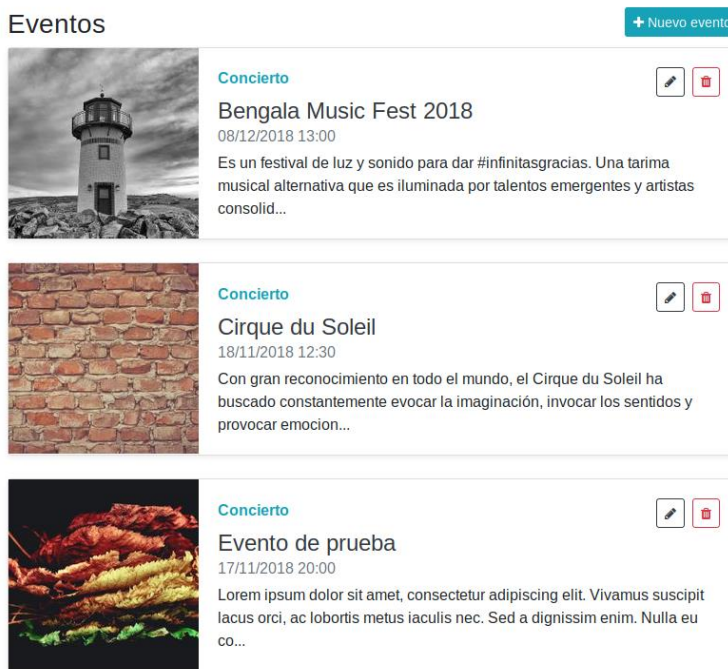 Eventos
Nuevo evento
Concierto
Bengala Music Fest 2018
08/12/2018 13:00
Es un festival de luz y sonido para dar #infinitasgracias. Una tarima
musical alternativa que es iluminada por talentos emergentes y artistas
consolid...
Concierto
Cirque du Soleil
18/11/2018 12:30
Con gran reconocimiento en todo el mundo, el Cirque du Soleil ha
buscado constantemente evocar la imaginación, invocar los sentidos y
provocar emocion...
Concierto
Evento de prueba
17/11/2018 20:00
Lorem ipsum dolor sit amet, consectetur adipiscing elit. Vivamus suscipit
lacus orci, ac lobortis metus iaculis nec. Sed a dignissim enim. Nulla eu
co...